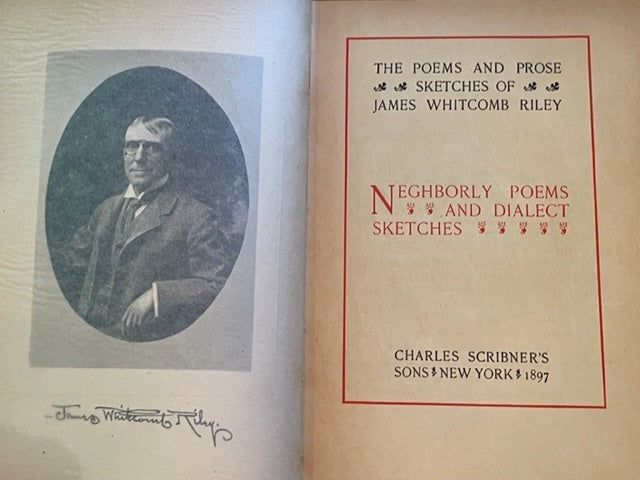 James Whitcomb Riley.
THE POEMS AND PROSE
SKETCHES OF
JAMES WHITCOMB RILEY
NEGHBORLY POEMS
AND DIALECT
SKETCHES
CHARLES SCRIBNER'S
SONS NEW YORK 1897